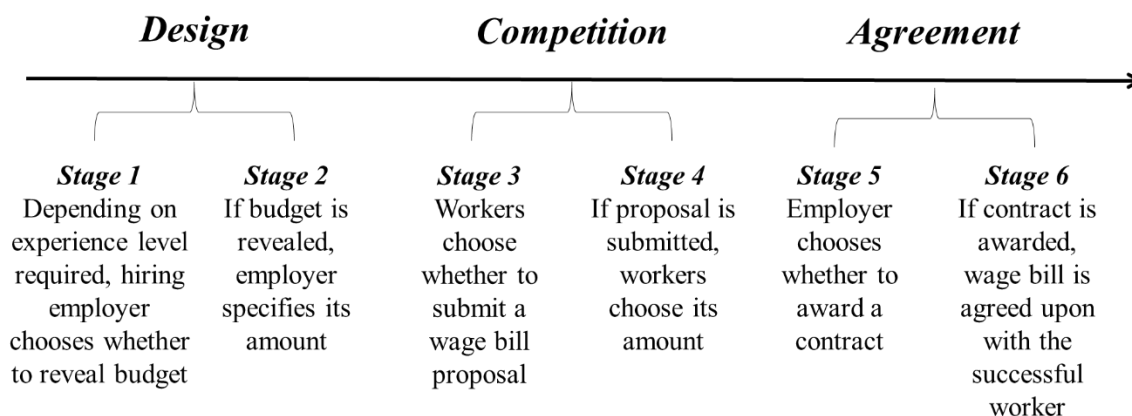 Design
Competition
Agreement
Stage 1
Depending on
experience level
required, hiring
employer
chooses whether
to reveal budget
Stage 2
If budget is
revealed,
employer
specifies its
amount
Stage 3
Workers
choose
whether to
submit a
wage bill
proposal
Stage 4
If proposal is
submitted,
workers
choose its
amount
Stage 5
Employer
chooses
whether to
award a
contract
Stage 6
If contract is
awarded,
wage bill is
agreed upon
with the
successful
worker